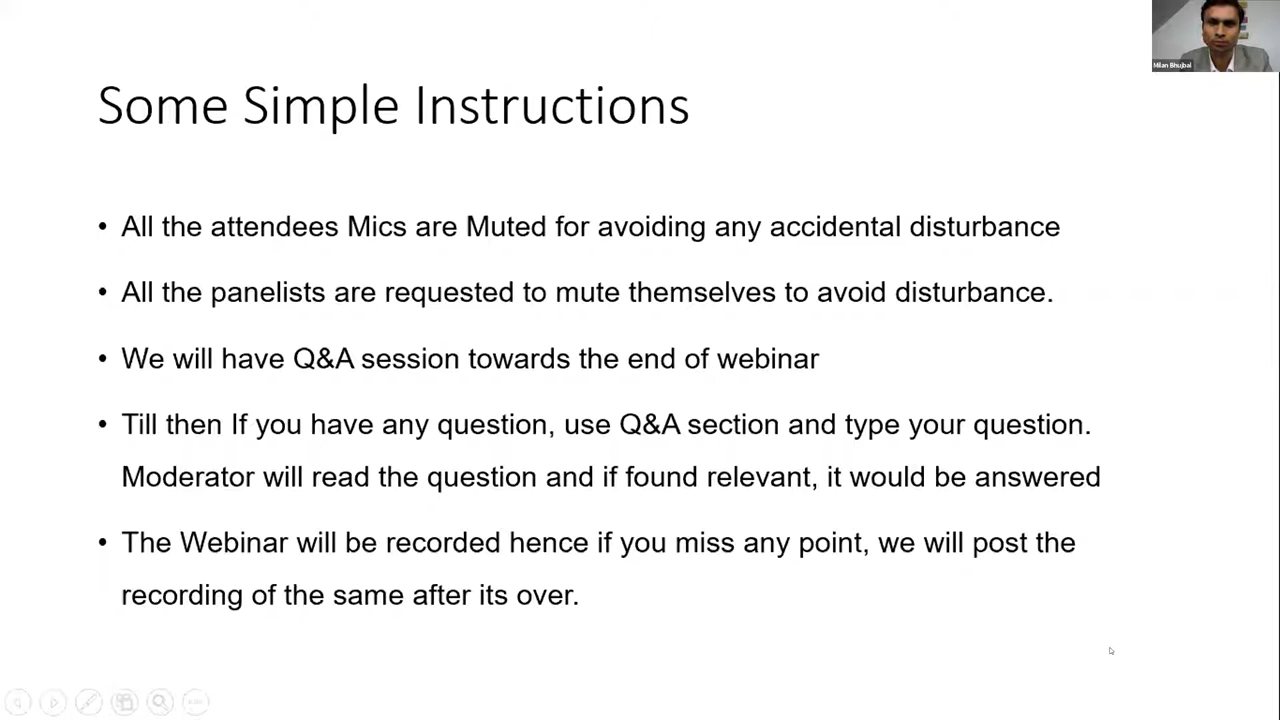 Milan Bhujbal
Some Simple Instructions
• All the attendees Mics are Muted for avoiding any accidental disturbance
• All the panelists are requested to mute themselves to avoid disturbance.
• We will have Q&A session towards the end of webinar
• Till then If you have any question, use Q&A section and type your question.
Moderator will read the question and if found relevant, it would be answered
• The Webinar will be recorded hence if you miss any point, we will post the
recording of the same after its over.